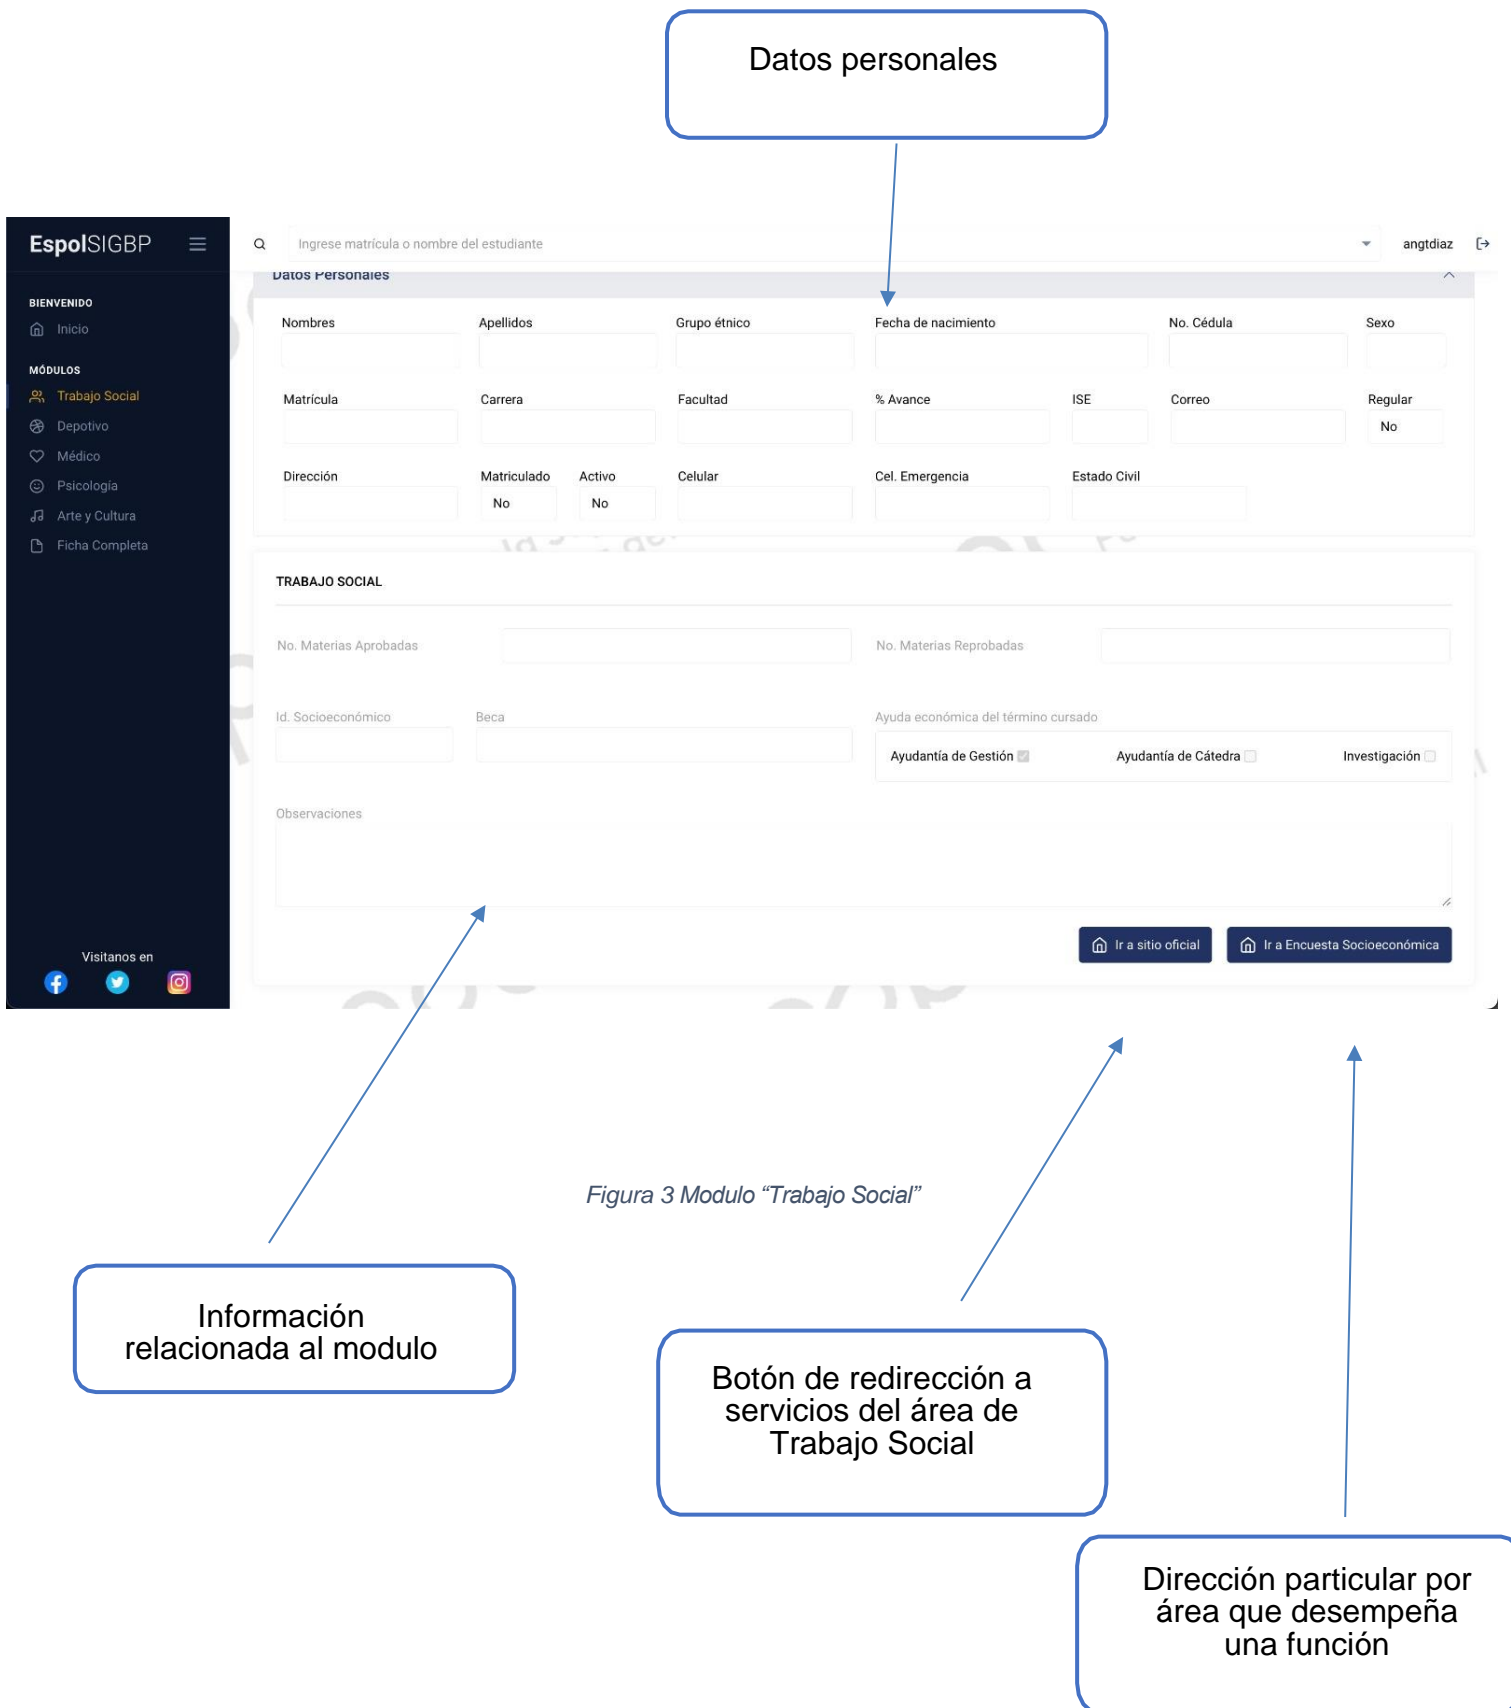 Datos personales
EspolSIGBP
Ingrese matrícula o nombre del estudiante
angtdiaz
Datos Personales
BIENVENIDO
Inicio
MÓDULOS
Trabajo Social
Depotivo
Médico
Psicología
Arte y Cultura
Ficha Completa
Visitanos en
Nombres Apellidos Grupo étnico Fecha de nacimiento No. Cédula Sexo
Matrícula Carrera Facultad % Avance ISE Correo Regular
No
Dirección Matriculado Activo Celular Cel. Emergencia Estado Civil
No No
TRABAJO SOCIAL
No. Materias Aprobadas No. Materias Reprobadas
Id. Socioeconómico Beca Ayuda económica del término cursado
Ayudantía de Gestión Ayudantía de Cátedra Investigación
Observaciones
Ir a sitio oficial Ir a Encuesta Socioeconómica
Figura 3 Modulo “Trabajo Social”
Información
relacionada al modulo
Botón de redirección a
servicios del área de
Trabajo Social
Dirección particular por
área que desempeña
una función